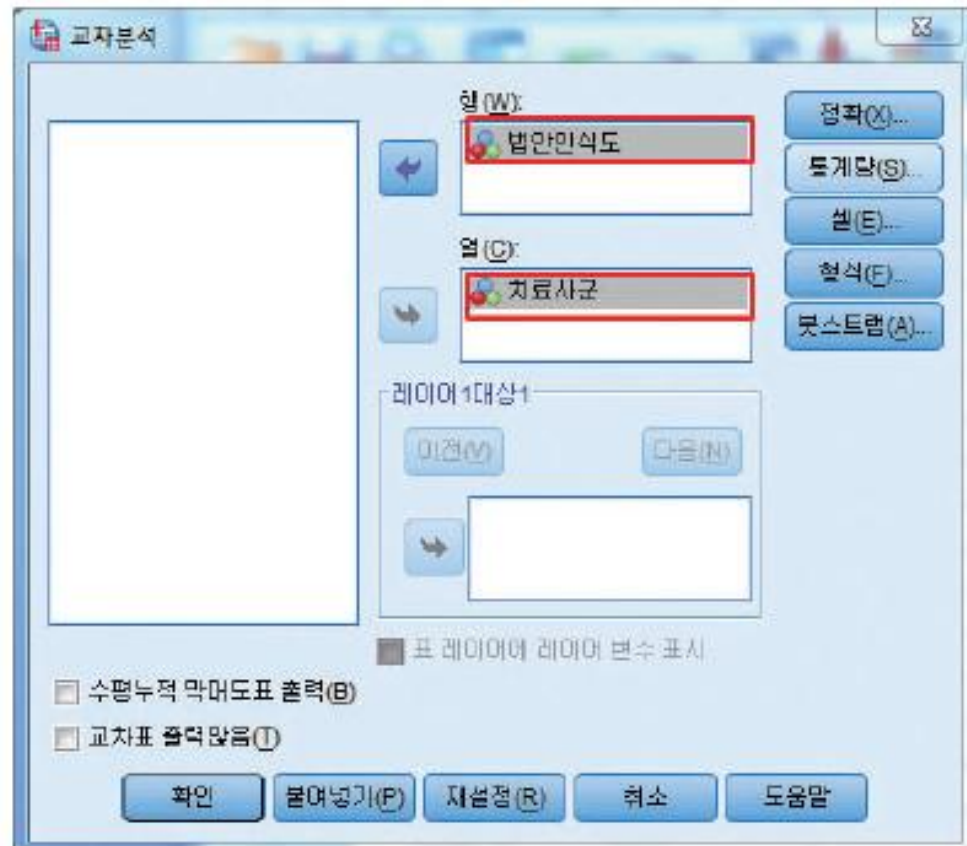 교차분석
행(W):
법안인식도
열(C):
치료사군
레이어1대상1
이전(V)
다음(N)
표 레이어에 레이어 변수 표시
수평누적 막대도표 출력(B)
교차표 출력않음(T)
정확(X)...
통계량(S)...
셀(E)...
형식(F)...
붓스트랩(A)...
확인
붙여넣기(P)
재설정(R)
취소
도움말